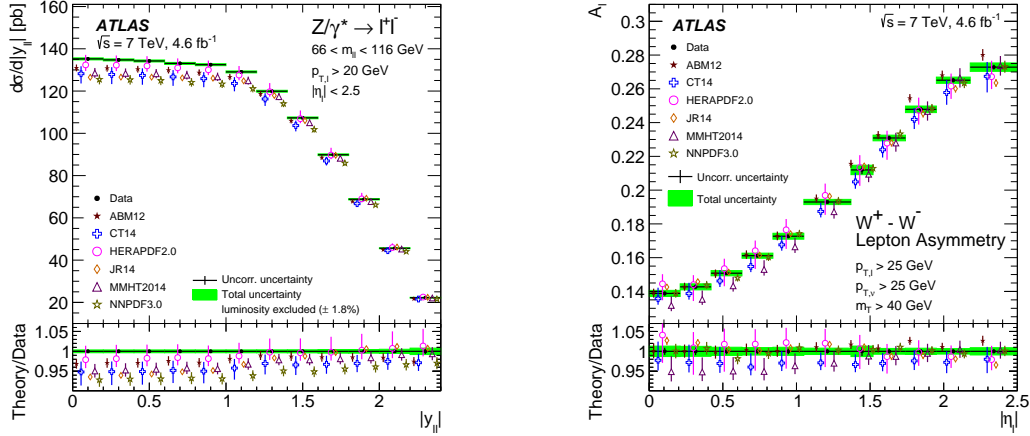 dσ/d|y_ll| [pb]
ATLAS
Z/γ* → l⁺l⁻
√s = 7 TeV, 4.6 fb⁻¹
66 < m_ll < 116 GeV
p_T,l > 20 GeV
|η_l| < 2.5
160
140
120
100
80
60
40
20
Data
ABM12
CT14
HERAPDF2.0
JR14
MMHT2014
NNPDF3.0
Uncorr. uncertainty
Total uncertainty
luminosity excluded (± 1.8%)
Theory/Data
1.05
1
0.95
0 0.5 1 1.5 2
|y_ll|
A_l
ATLAS
√s = 7 TeV, 4.6 fb⁻¹
0.3
0.28
0.26
0.24
0.22
0.2
0.18
0.16
0.14
Data
ABM12
CT14
HERAPDF2.0
JR14
MMHT2014
NNPDF3.0
Uncorr. uncertainty
Total uncertainty
W⁺ - W⁻
Lepton Asymmetry
p_T,l > 25 GeV
p_T,ν > 25 GeV
m_T > 40 GeV
Theory/Data
1.05
1
0.95
0 0.5 1 1.5 2 2.5
|η_l|